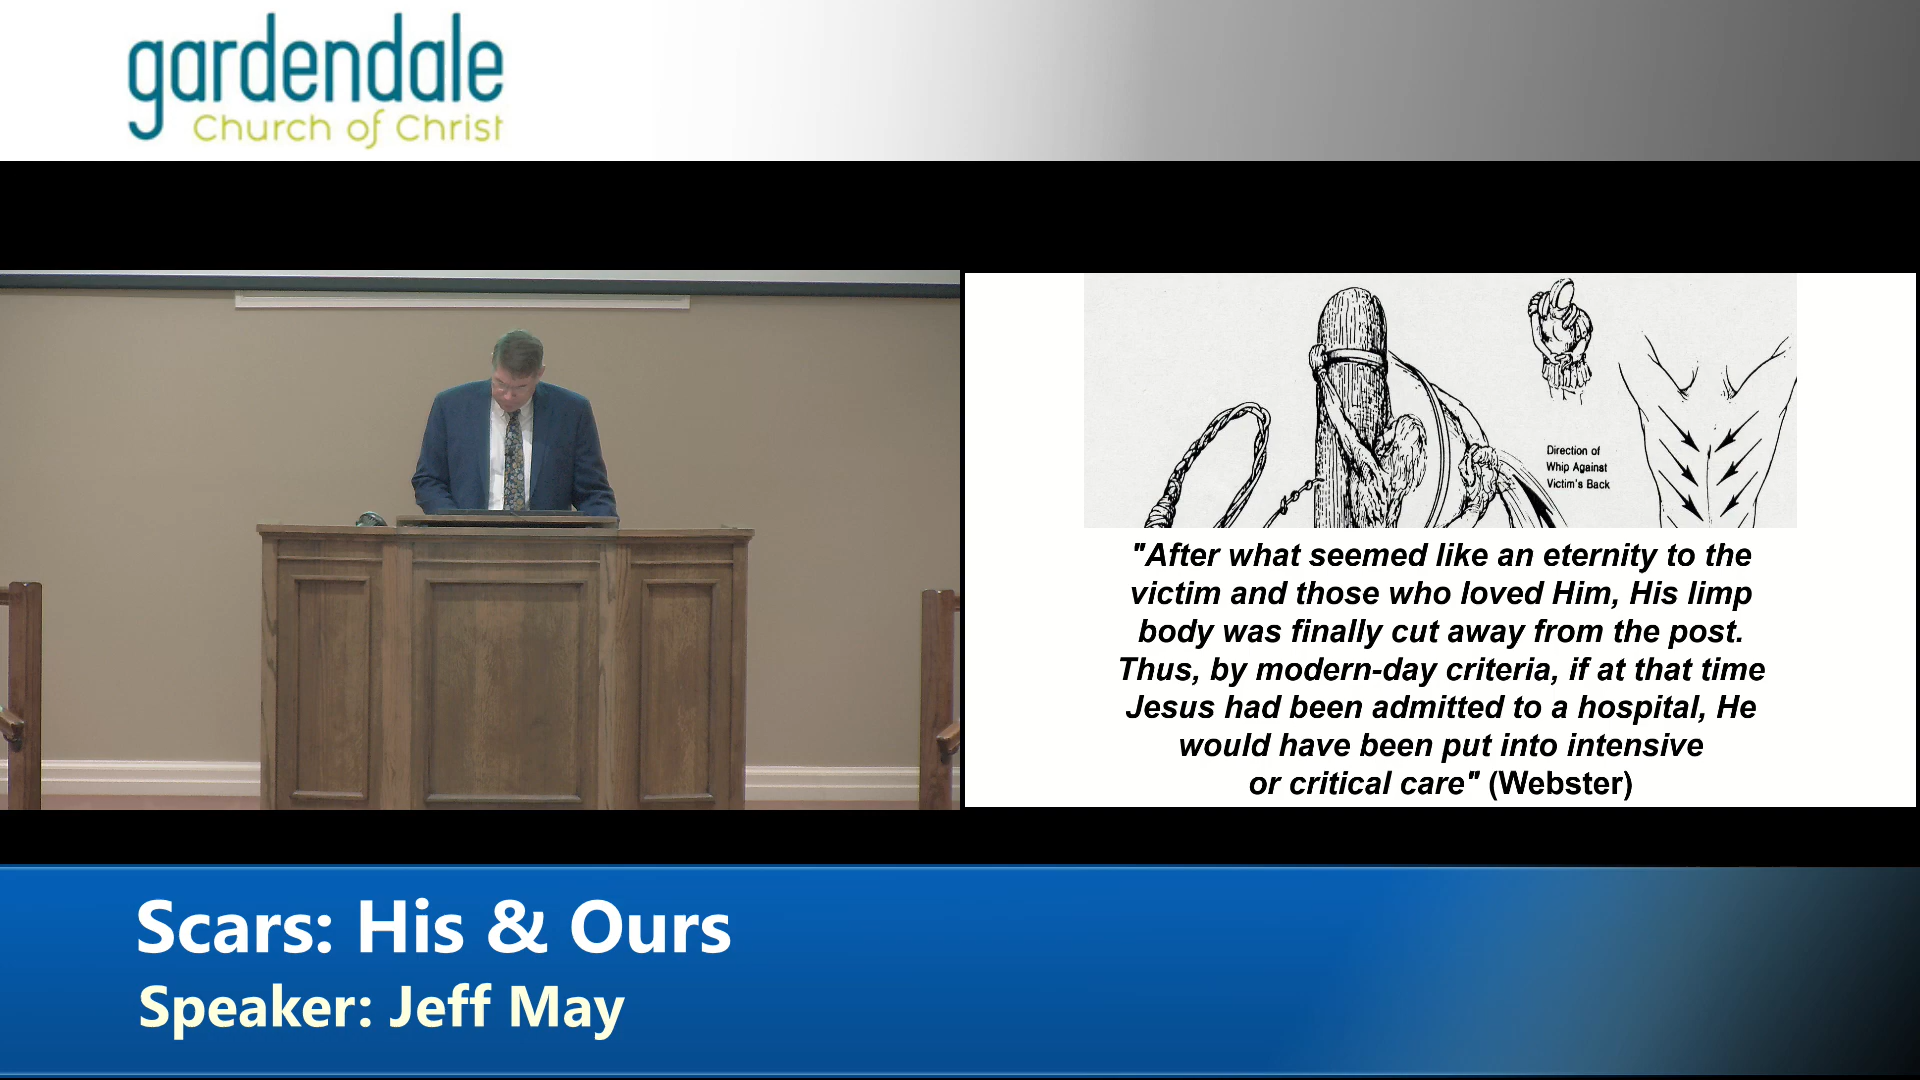 gardendale
Church of Christ
Direction of
Whip Against
Victim's Back
"After what seemed like an eternity to the
victim and those who loved Him, His limp
body was finally cut away from the post.
Thus, by modern-day criteria, if at that time
Jesus had been admitted to a hospital, He
would have been put into intensive
or critical care" (Webster)
Scars: His & Ours
Speaker: Jeff May